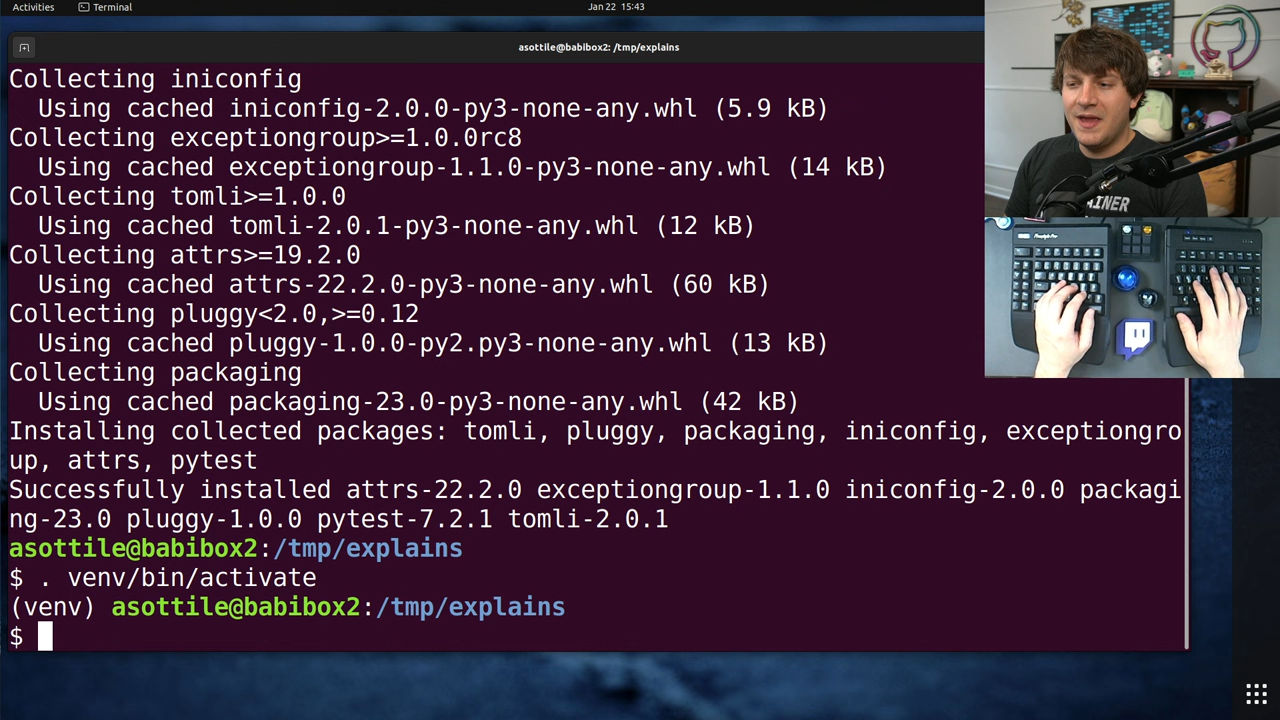 Activities
Terminal
Jan 22 15:43
asottile@babibox2: /tmp/explains
Collecting iniconfig
Using cached iniconfig-2.0.0-py3-none-any.whl (5.9 kB)
Collecting exceptiongroup>=1.0.0rc8
Using cached exceptiongroup-1.1.0-py3-none-any.whl (14 kB)
Collecting tomli>=1.0.0
Using cached tomli-2.0.1-py3-none-any.whl (12 kB)
Collecting attrs>=19.2.0
Using cached attrs-22.2.0-py3-none-any.whl (60 kB)
Collecting pluggy<2.0,>=0.12
Using cached pluggy-1.0.0-py2.py3-none-any.whl (13 kB)
Collecting packaging
Using cached packaging-23.0-py3-none-any.whl (42 kB)
Installing collected packages: tomli, pluggy, packaging, iniconfig, exceptiongro
up, attrs, pytest
Successfully installed attrs-22.2.0 exceptiongroup-1.1.0 iniconfig-2.0.0 packagi
ng-23.0 pluggy-1.0.0 pytest-7.2.1 tomli-2.0.1
asottile@babibox2:/tmp/explains
$ . venv/bin/activate
(venv) asottile@babibox2:/tmp/explains
$